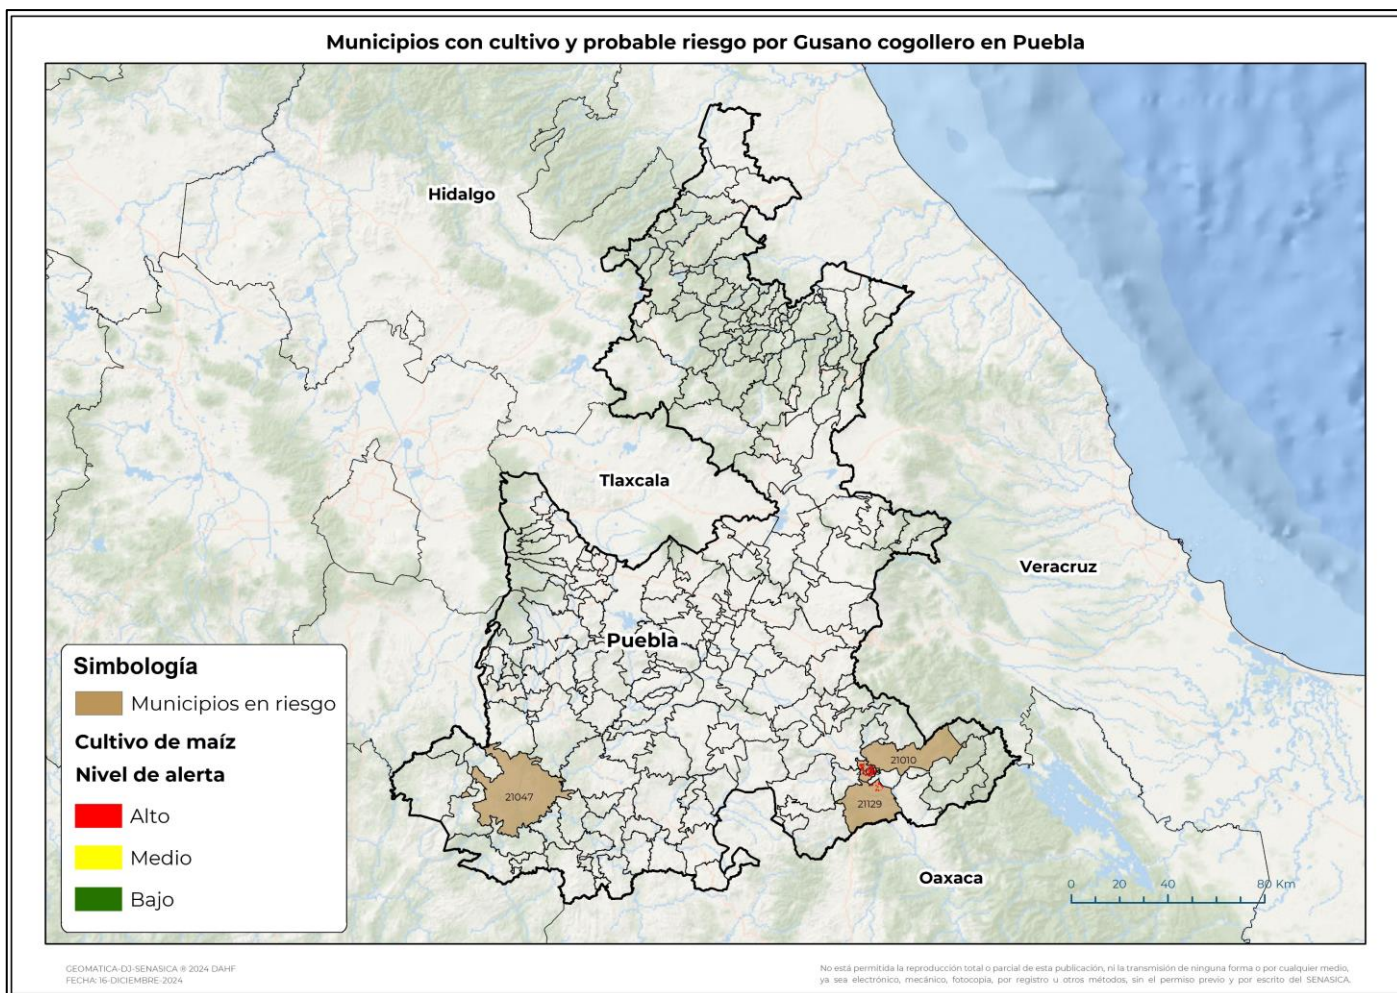 Municipios con cultivo y probable riesgo por Gusano cogollero en Puebla
Hidalgo
Tlaxcala
Veracruz
Puebla
Simbología
Municipios en riesgo
Cultivo de maíz
Nivel de alerta
Alto
Medio
Bajo
21047
21010
21129
Oaxaca
0 20 40 80 Km
GEOMATICA-DJ-SENASICA ® 2024 DAHF
FECHA: 16-DICIEMBRE-2024
No está permitida la reproducción total o parcial de esta publicación, ni la transmisión de ninguna forma o por cualquier medio,
ya sea electrónico, mecánico, fotocopia, por registro u otros métodos, sin el permiso previo y por escrito del SENASICA.